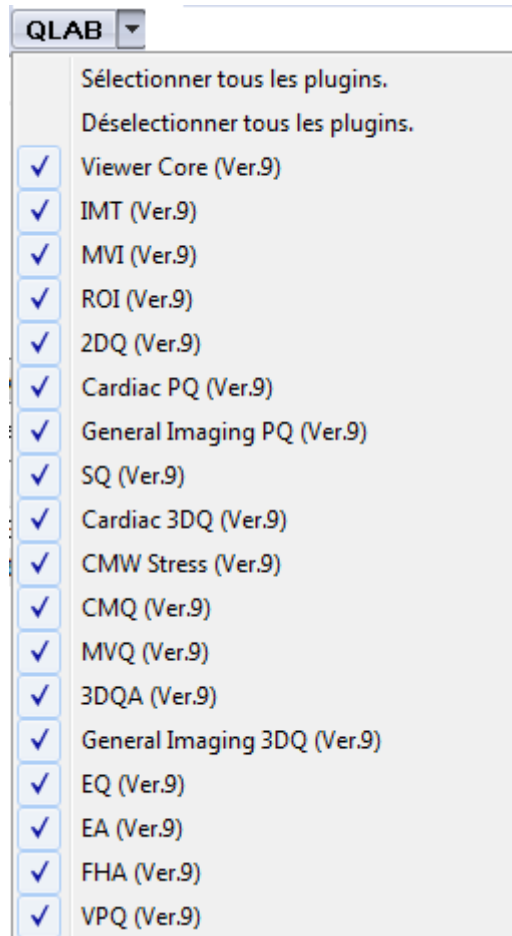 QLAB
Sélectionner tous les plugins.
Déselectionner tous les plugins.
Viewer Core (Ver.9)
IMT (Ver.9)
MVI (Ver.9)
ROI (Ver.9)
2DQ (Ver.9)
Cardiac PQ (Ver.9)
General Imaging PQ (Ver.9)
SQ (Ver.9)
Cardiac 3DQ (Ver.9)
CMW Stress (Ver.9)
CMQ (Ver.9)
MVQ (Ver.9)
3DQA (Ver.9)
General Imaging 3DQ (Ver.9)
EQ (Ver.9)
EA (Ver.9)
FHA (Ver.9)
VPQ (Ver.9)